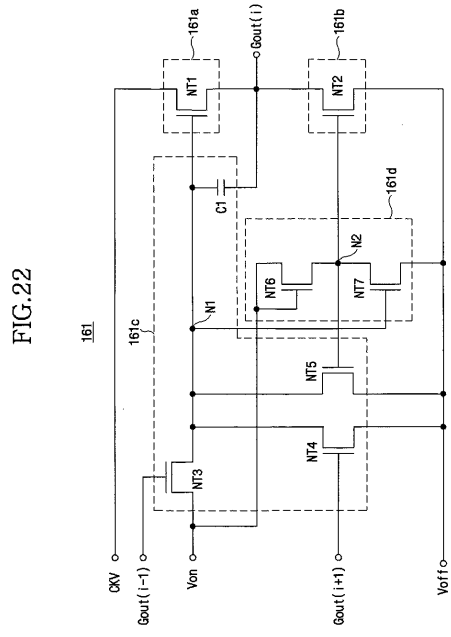 FIG.22
161
161a
161b
161c
161d
CKV
Gout(i-1)
Von
Gout(i+1)
Voff
NT1
Gout(i)
NT2
C1
N1
N2
NT3
NT4
NT5
NT6
NT7